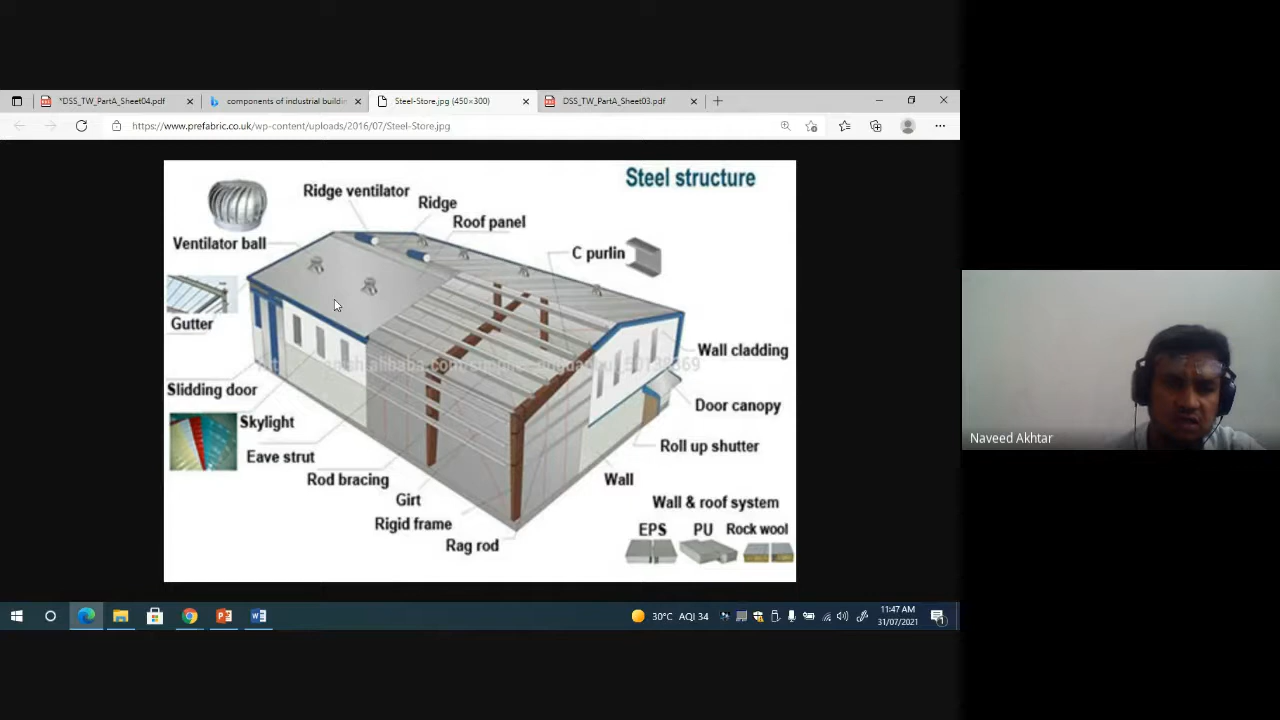 *DSS_TW_PartA_Sheet04.pdf
components of industrial buildin
Steel-Store.jpg (450×300)
DSS_TW_PartA_Sheet03.pdf
https://www.prefabric.co.uk/wp-content/uploads/2016/07/Steel-Store.jpg
Steel structure
Ridge ventilator
Ridge
Roof panel
Ventilator ball
C purlin
Gutter
Wall cladding
Slidding door
Door canopy
Skylight
Roll up shutter
Eave strut
Rod bracing
Wall
Girt
Wall & roof system
Rigid frame
EPS PU Rock wool
Rag rod
Naveed Akhtar
30°C AQI 34
11:47 AM
31/07/2021
1